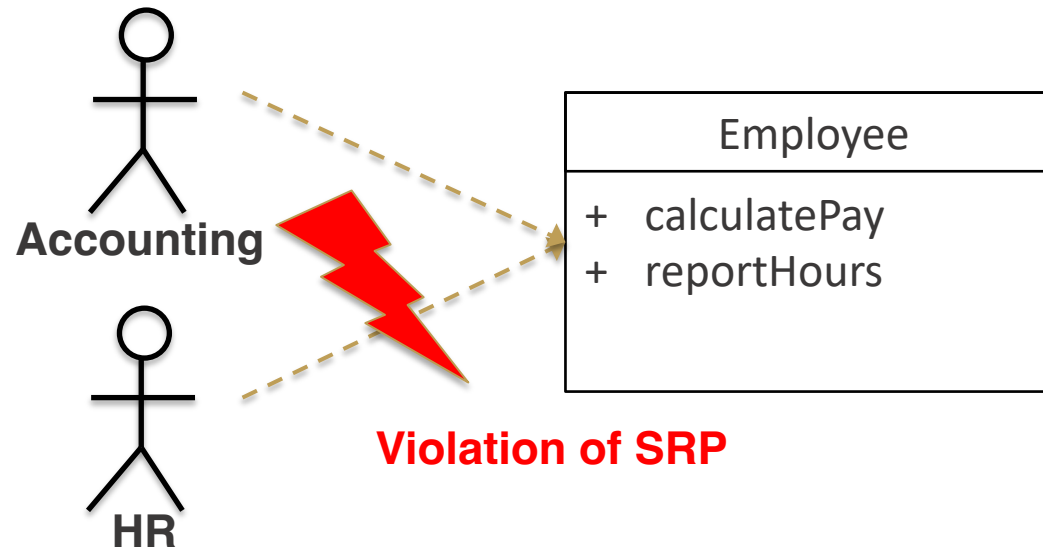 Accounting
HR
Violation of SRP
Employee
+ calculatePay
+ reportHours